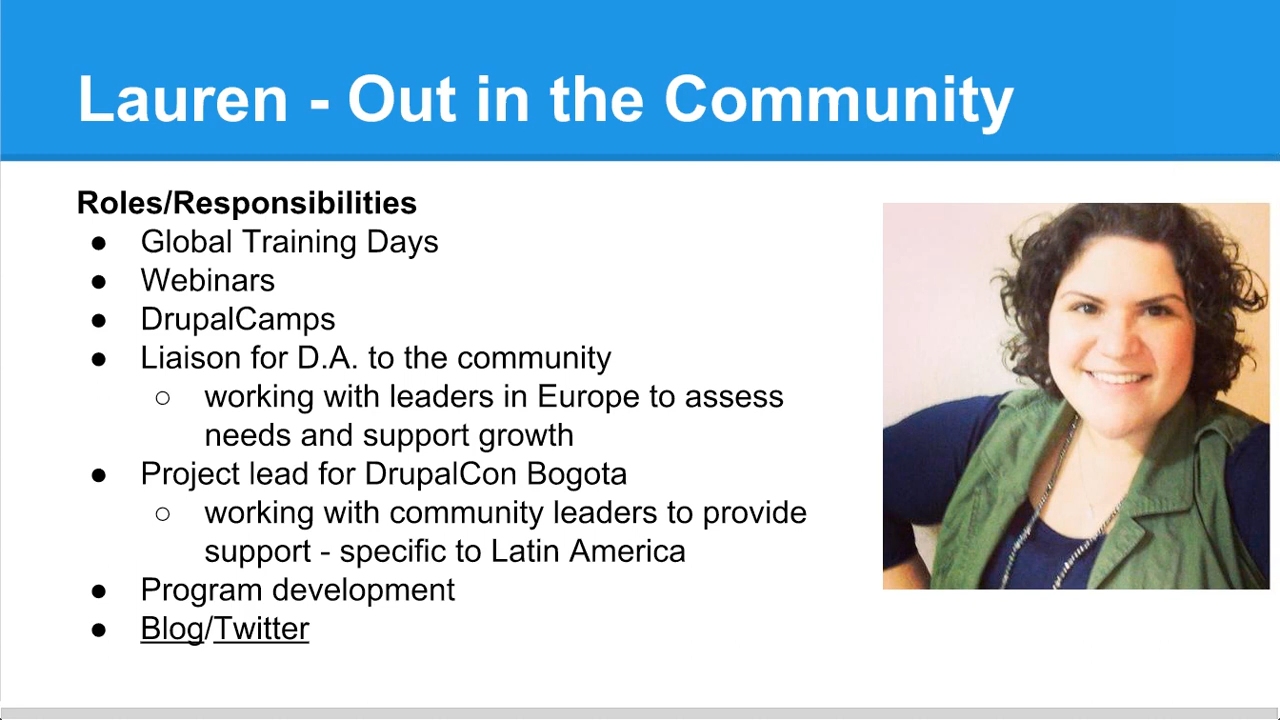 Lauren - Out in the Community
Roles/Responsibilities
● Global Training Days
● Webinars
● DrupalCamps
● Liaison for D.A. to the community
○ working with leaders in Europe to assess
needs and support growth
● Project lead for DrupalCon Bogota
○ working with community leaders to provide
support - specific to Latin America
● Program development
● Blog/Twitter